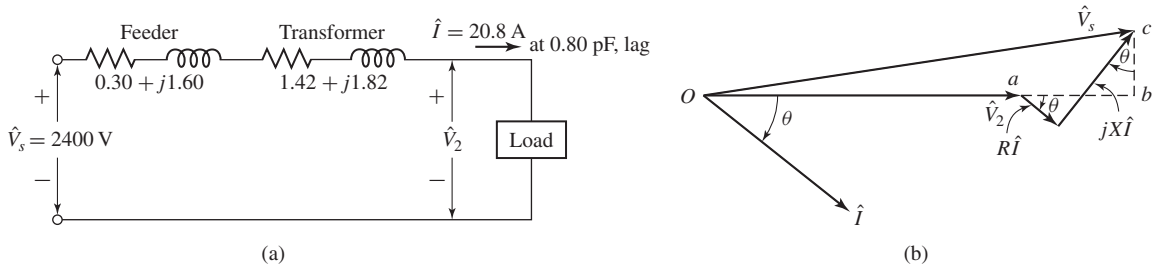 Feeder
Transformer
Î = 20.8 A
at 0.80 pF, lag
0.30 + j1.60
1.42 + j1.82
+
V̂s = 2400 V
−
+
V̂2
−
Load
(a)
O
θ
Î
a
V̂2
RÎ
θ
V̂s
c
θ
b
jXÎ
(b)